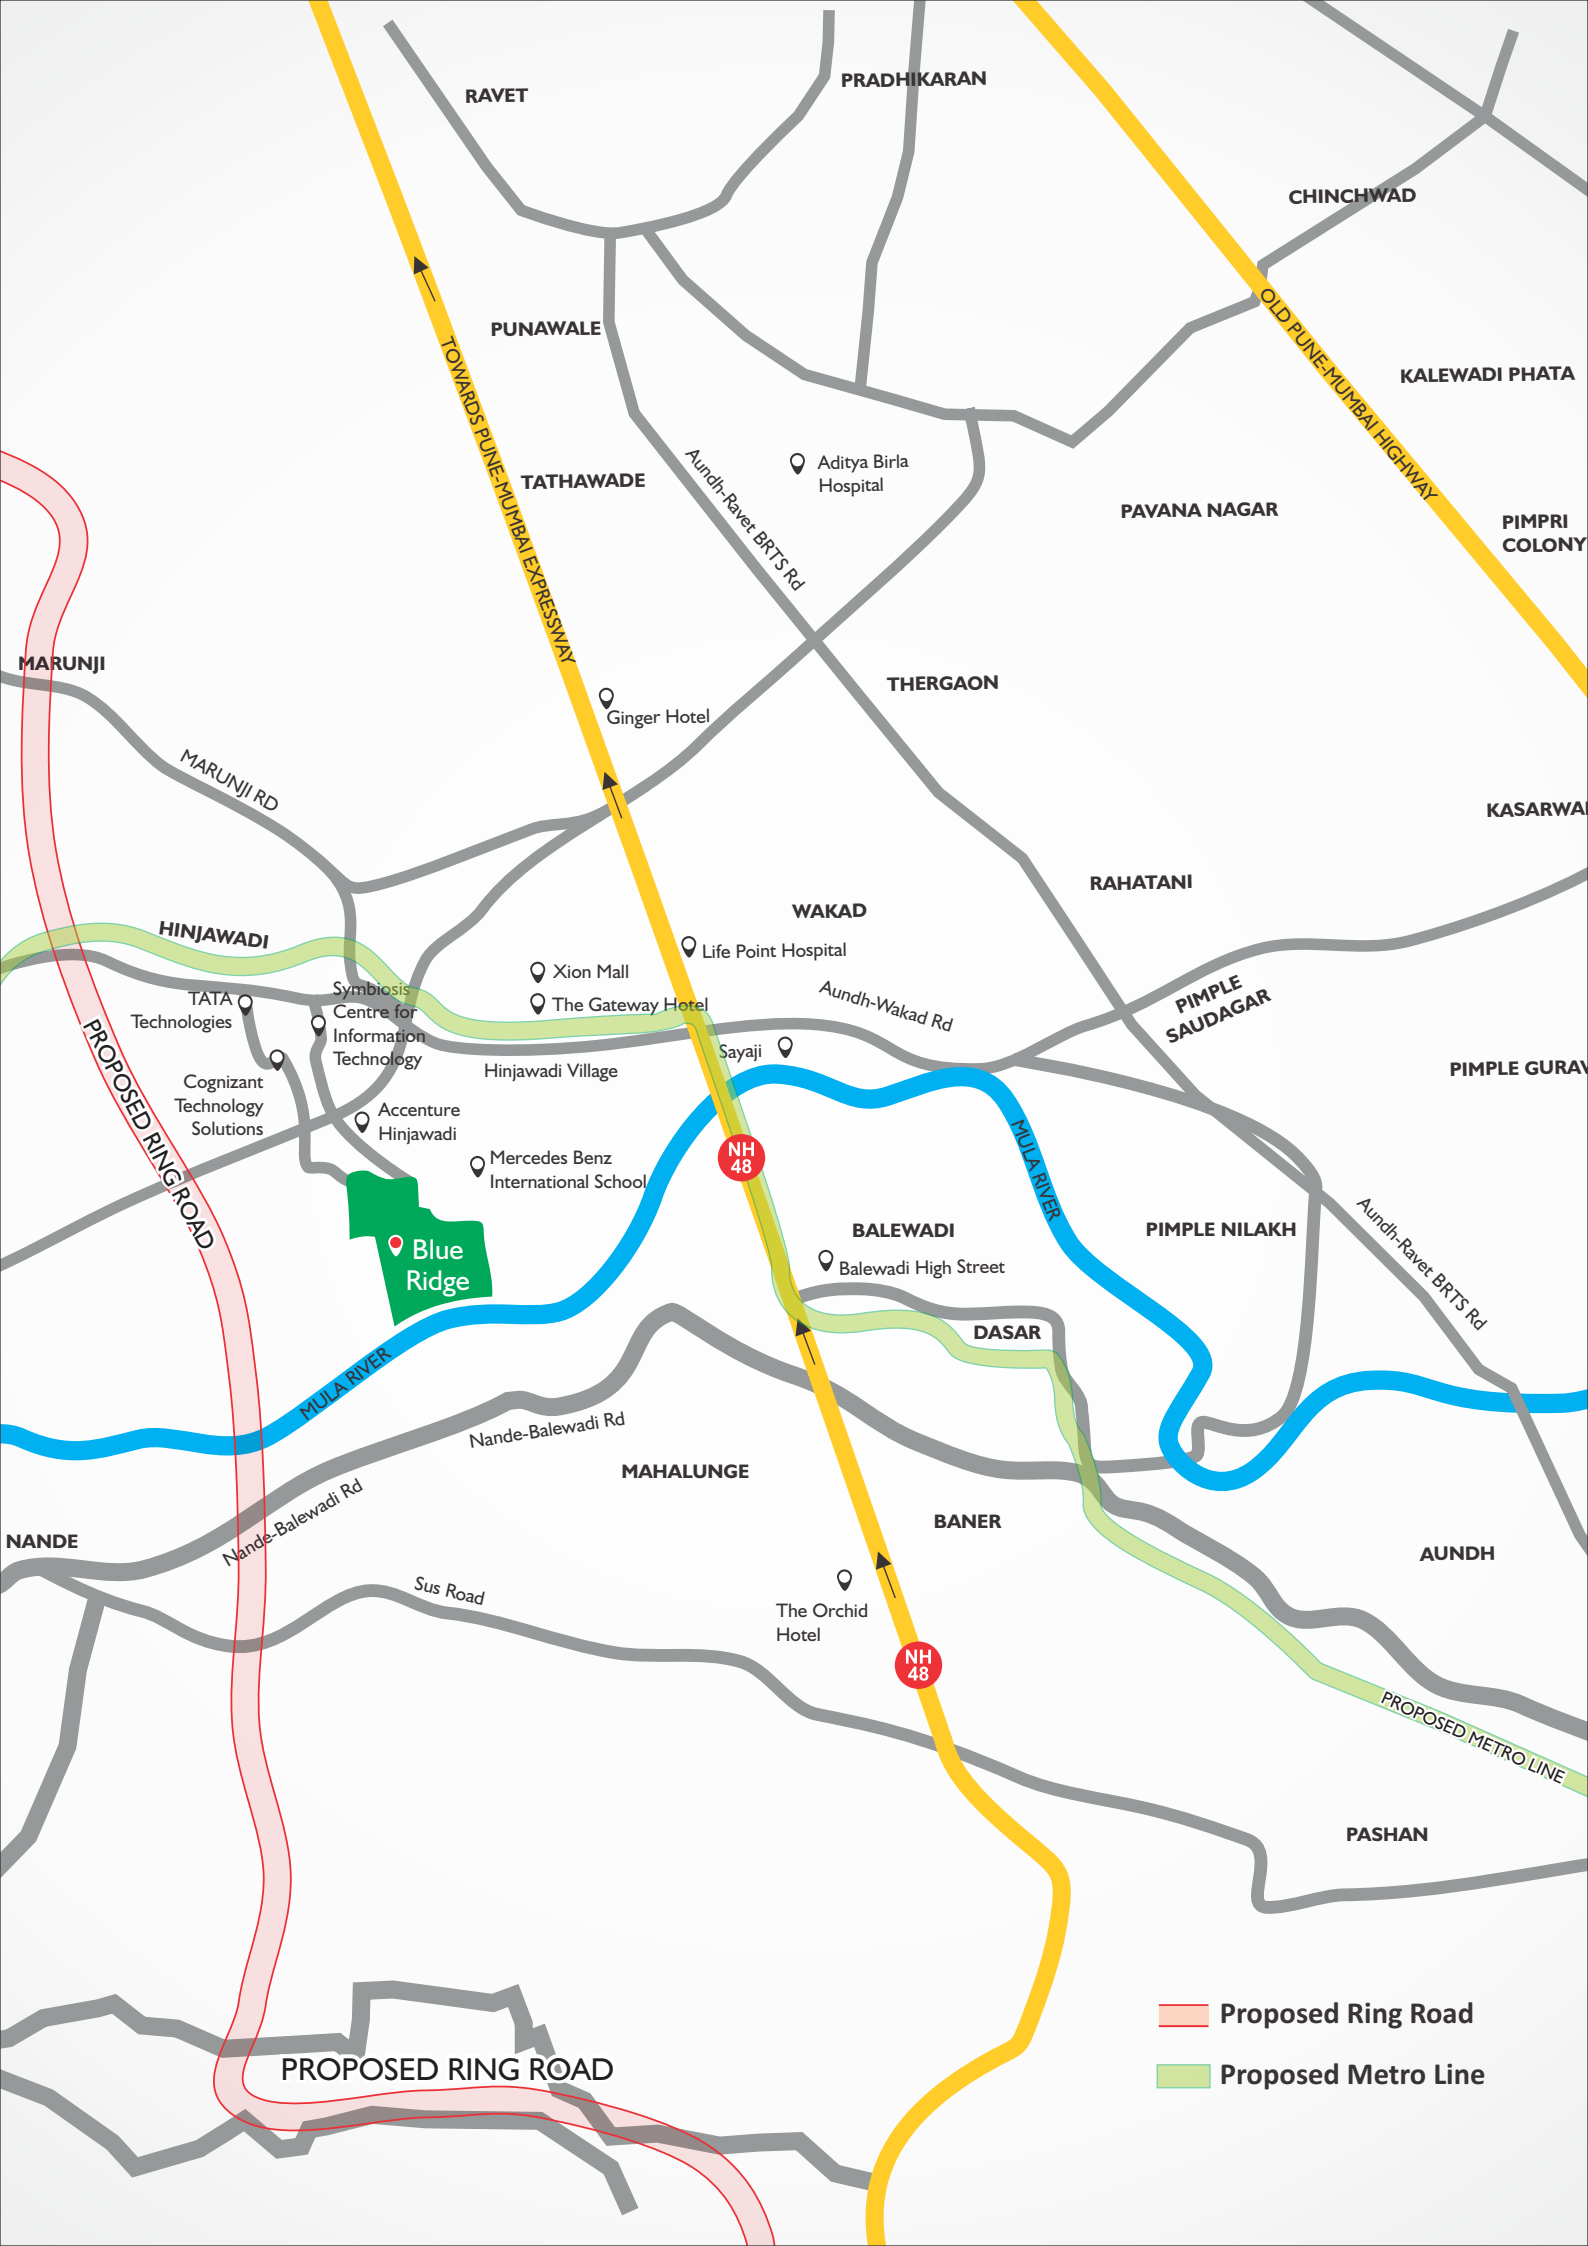 RAVET
PRADHIKARAN
CHINCHWAD
PUNAWALE
OLD PUNE-MUMBAI HIGHWAY
KALEWADI PHATA
TOWARDS PUNE-MUMBAI EXPRESSWAY
TATHAWADE
Aundh-Ravet BRTS Rd
Aditya Birla
Hospital
PAVANA NAGAR
PIMPRI
COLONY
MARUNJI
THERGAON
Ginger Hotel
MARUNJI RD
KASARWA
RAHATANI
WAKAD
HINJAWADI
Life Point Hospital
Xion Mall
The Gateway Hotel
Aundh-Wakad Rd
PIMPLE
SAUDAGAR
TATA
Technologies
Symbiosis
Centre for
Information
Technology
Sayaji
Hinjawadi Village
PIMPLE GURAV
PROPOSED RING ROAD
Cognizant
Technology
Solutions
Accenture
Hinjawadi
Mercedes Benz
International School
NH
48
MULA RIVER
BALEWADI
PIMPLE NILAKH
Aundh-Ravet BRTS Rd
Blue
Ridge
Balewadi High Street
DASAR
MULA RIVER
Nande-Balewadi Rd
MAHALUNGE
Nande-Balewadi Rd
BANER
NANDE
AUNDH
Sus Road
The Orchid
Hotel
NH
48
PROPOSED METRO LINE
PASHAN
Proposed Ring Road
PROPOSED RING ROAD
Proposed Metro Line